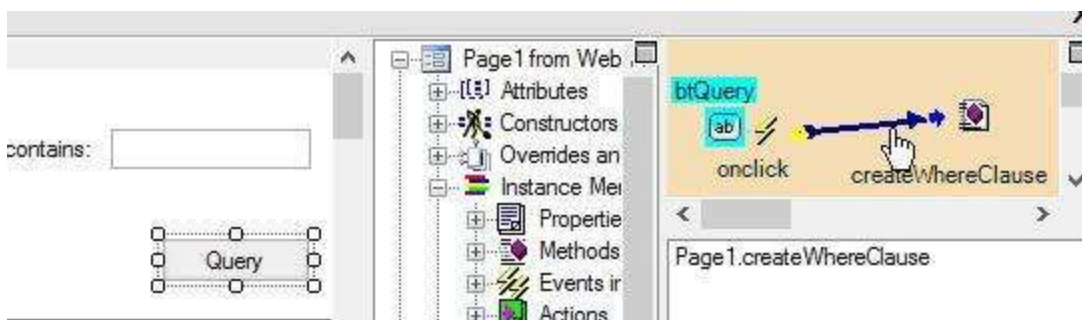 contains:
Query
Page1 from Web
Attributes
Constructors
Overrides an
Instance Mer
Propertie
Methods
Events ir
Actions
btQuery
ab
onclick
createWhereClause
Page1.createWhereClause